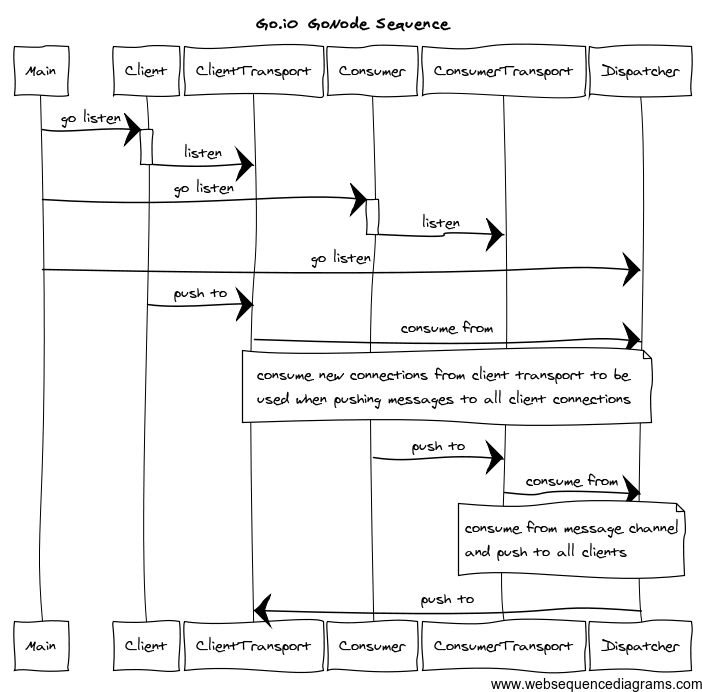 Go.io GoNode Sequence
Main Client ClientTransport Consumer ConsumerTransport Dispatcher
go listen
listen
go listen
listen
go listen
push to
consume from
consume new connections from client transport to be
used when pushing messages to all client connections
push to
consume from
consume from message channel
and push to all clients
push to
Main Client ClientTransport Consumer ConsumerTransport Dispatcher
www.websequencediagrams.com